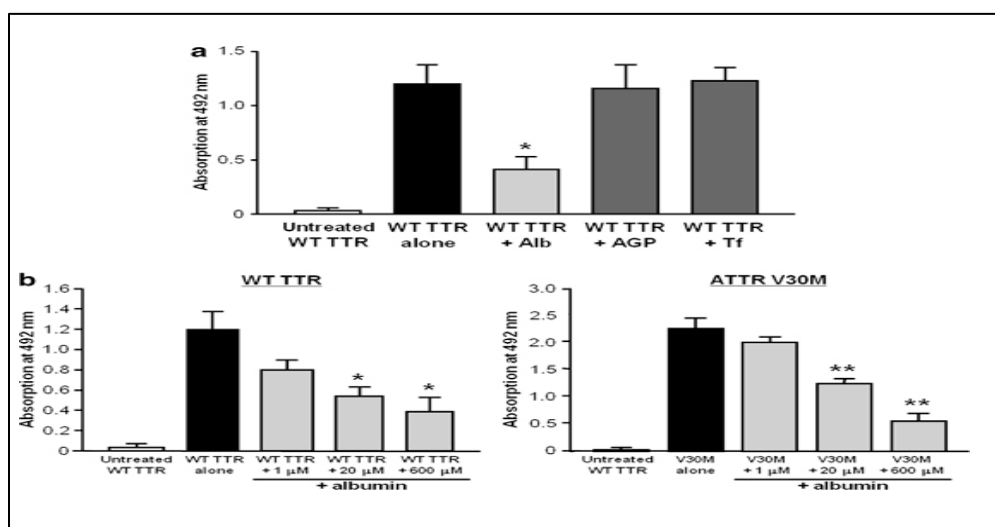 a
Absorption at 492 nm
1.5
1.0
0.5
0
*
Untreated WT TTR WT TTR WT TTR WT TTR
WT TTR alone + Alb + AGP + Tf
b
WT TTR
Absorption at 492 nm
1.6
1.4
1.2
1.0
0.8
0.6
0.4
0.2
0
* *
Untreated WT TTR WT TTR WT TTR WT TTR
WT TTR alone + 1 µM + 20 µM + 600 µM
+ albumin
ATTR V30M
Absorption at 492 nm
3.0
2.5
2.0
1.5
1.0
0.5
0
** **
Untreated V30M V30M V30M V30M
WT TTR alone + 1 µM + 20 µM + 600 µM
+ albumin